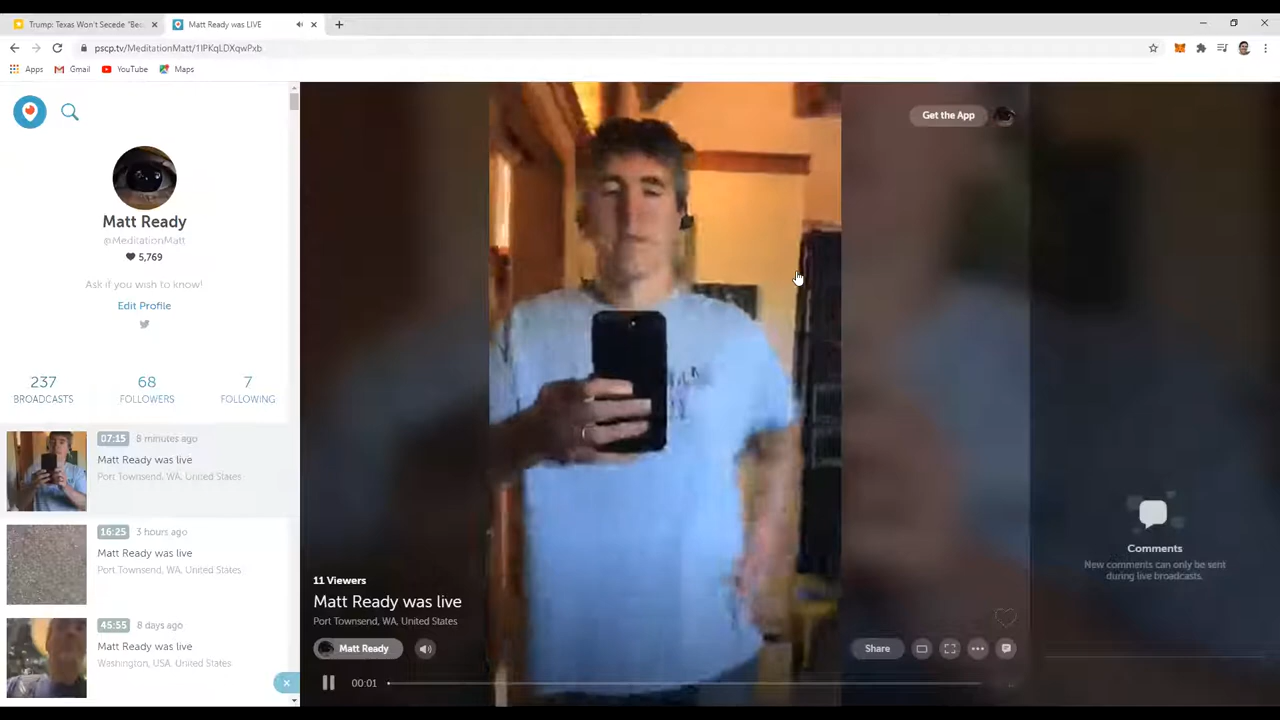 Trump: Texas Won't Secede "Bec
Matt Ready was LIVE
pscp.tv/MeditationMatt/1IPKqLDXqwPxb
Apps
Gmail
YouTube
Maps
Matt Ready
@MeditationMatt
5,769
Ask if you wish to know!
Edit Profile
237
BROADCASTS
68
FOLLOWERS
7
FOLLOWING
07:15 8 minutes ago
Matt Ready was live
Port Townsend, WA, United States
16:25 3 hours ago
Matt Ready was live
Port Townsend, WA, United States
45:55 8 days ago
Matt Ready was live
Washington, USA, United States
Get the App
11 Viewers
Matt Ready was live
Port Townsend, WA, United States
Matt Ready
Share
00:01
Comments
New comments can only be sent
during live broadcasts.